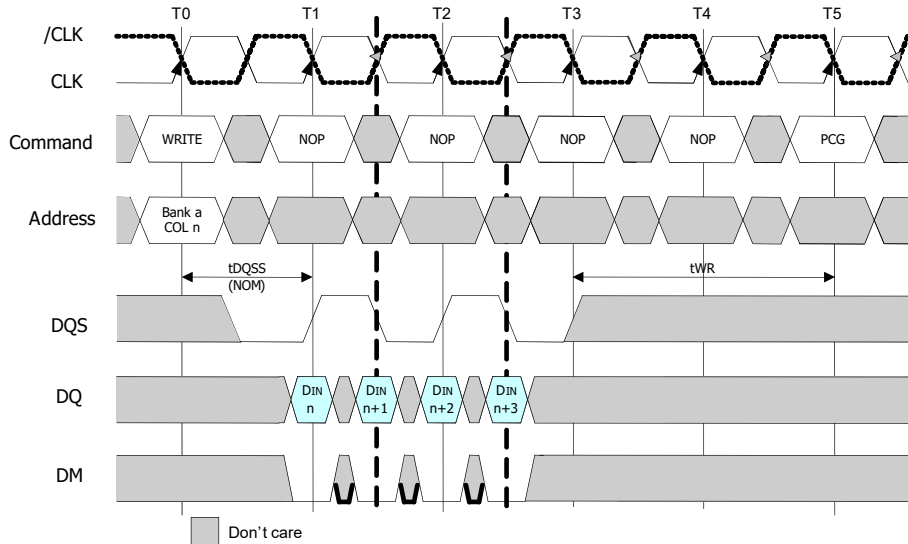 T0 T1 T2 T3 T4 T5
/CLK
CLK
Command WRITE NOP NOP NOP NOP PCG
Address Bank a
COL n
tDQSS
(NOM)
tWR
DQS
DQ DIN
n
DIN
n+1
DIN
n+2
DIN
n+3
DM
Don't care